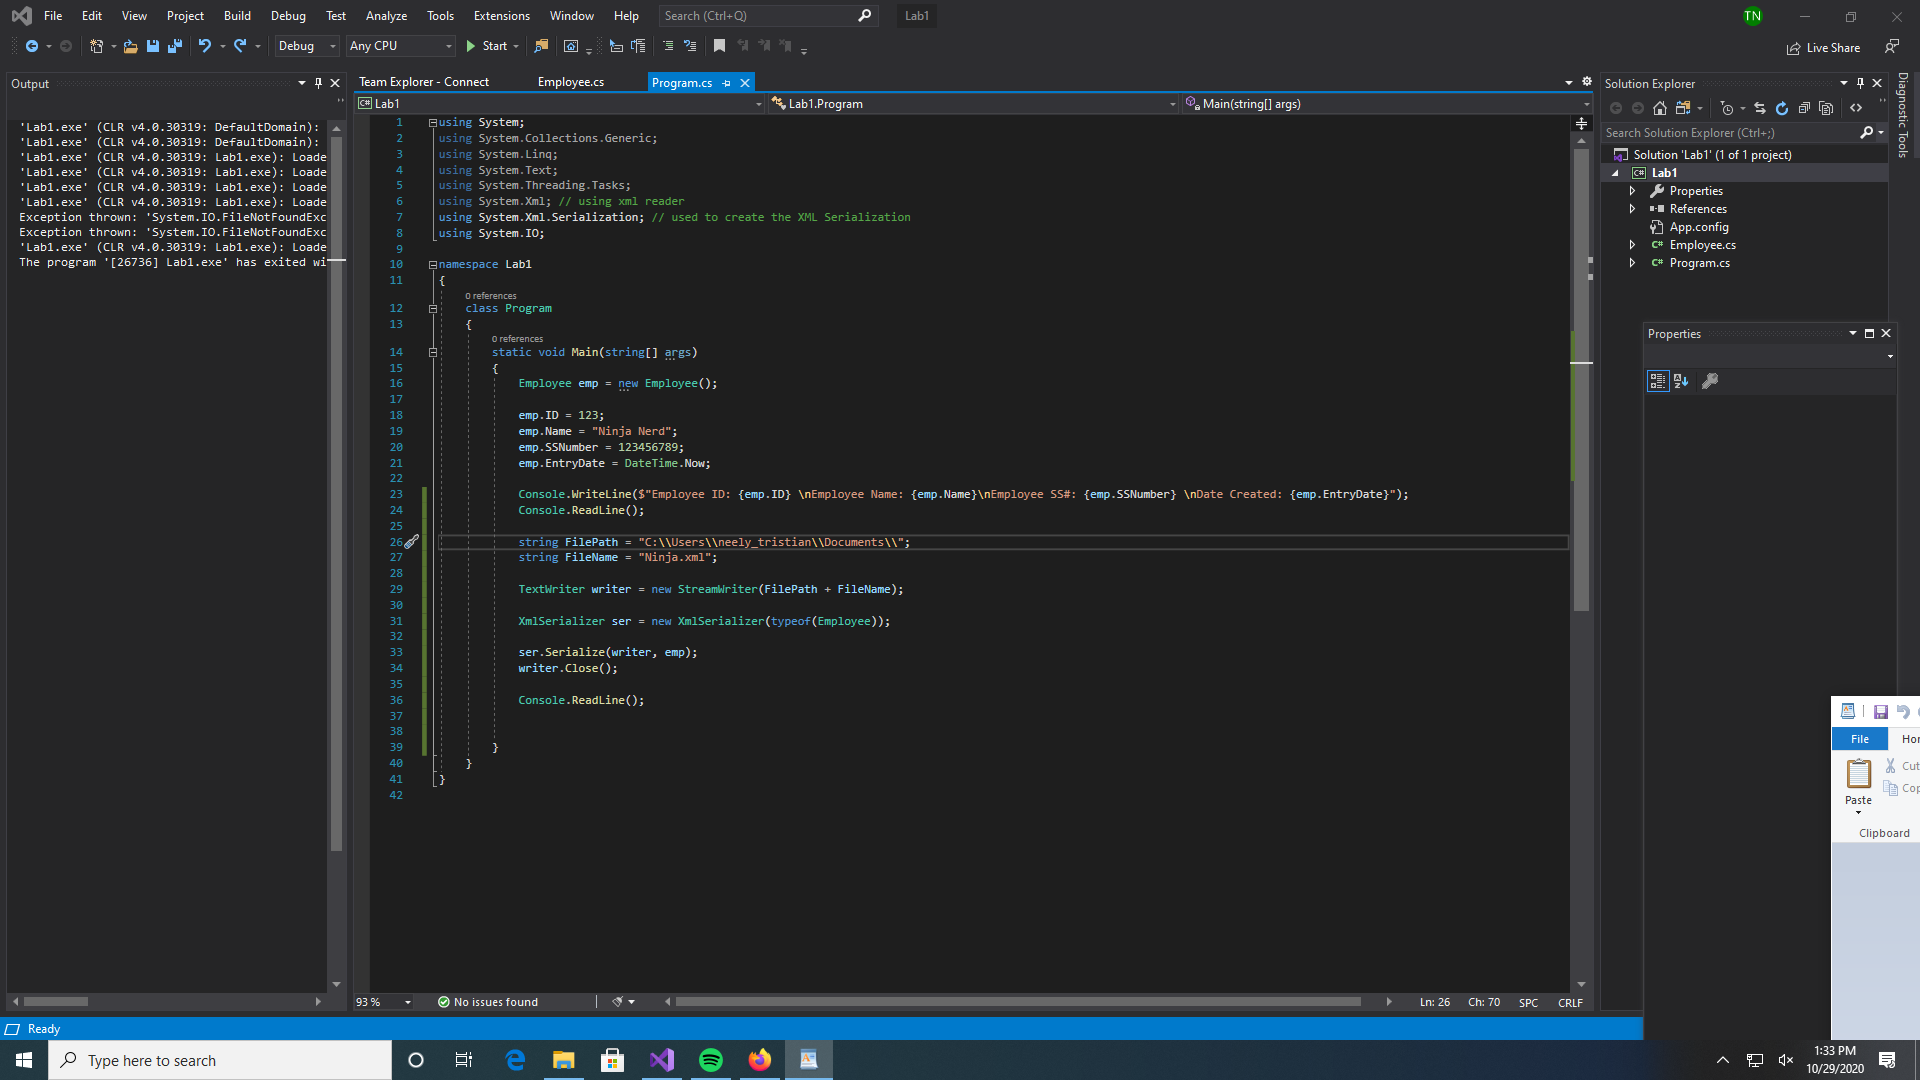 File Edit View Project Build Debug Test Analyze Tools Extensions Window Help Search (Ctrl+Q) Lab1 TN
Debug Any CPU Start Live Share
Output
'Lab1.exe' (CLR v4.0.30319: DefaultDomain):
'Lab1.exe' (CLR v4.0.30319: DefaultDomain):
'Lab1.exe' (CLR v4.0.30319: Lab1.exe): Loade
'Lab1.exe' (CLR v4.0.30319: Lab1.exe): Loade
'Lab1.exe' (CLR v4.0.30319: Lab1.exe): Loade
'Lab1.exe' (CLR v4.0.30319: Lab1.exe): Loade
Exception thrown: 'System.IO.FileNotFoundExc
Exception thrown: 'System.IO.FileNotFoundExc
'Lab1.exe' (CLR v4.0.30319: Lab1.exe): Loade
The program '[26736] Lab1.exe' has exited wi
Team Explorer - Connect Employee.cs Program.cs
Lab1 Lab1.Program Main(string[] args)
1 using System;
2 using System.Collections.Generic;
3 using System.Linq;
4 using System.Text;
5 using System.Threading.Tasks;
6 using System.Xml; // using xml reader
7 using System.Xml.Serialization; // used to create the XML Serialization
8 using System.IO;
9
10 namespace Lab1
11 {
0 references
12 class Program
13 {
0 references
14 static void Main(string[] args)
15 {
16 Employee emp = new Employee();
17
18 emp.ID = 123;
19 emp.Name = "Ninja Nerd";
20 emp.SSNumber = 123456789;
21 emp.EntryDate = DateTime.Now;
22
23 Console.WriteLine($"Employee ID: {emp.ID} \nEmployee Name: {emp.Name}\nEmployee SS#: {emp.SSNumber} \nDate Created: {emp.EntryDate}");
24 Console.ReadLine();
25
26 string FilePath = "C:\\Users\\neely_tristian\\Documents\\";
27 string FileName = "Ninja.xml";
28
29 TextWriter writer = new StreamWriter(FilePath + FileName);
30
31 XmlSerializer ser = new XmlSerializer(typeof(Employee));
32
33 ser.Serialize(writer, emp);
34 writer.Close();
35
36 Console.ReadLine();
37
38
39 }
40 }
41 }
42
93 % No issues found Ln: 26 Ch: 70 SPC CRLF
Solution Explorer
Search Solution Explorer (Ctrl+;)
Solution 'Lab1' (1 of 1 project)
Lab1
Properties
References
App.config
Employee.cs
Program.cs
Diagnostic Tools
Properties
File Hor
Cut
Cop
Paste
Clipboard
Ready
Type here to search
1:33 PM
10/29/2020